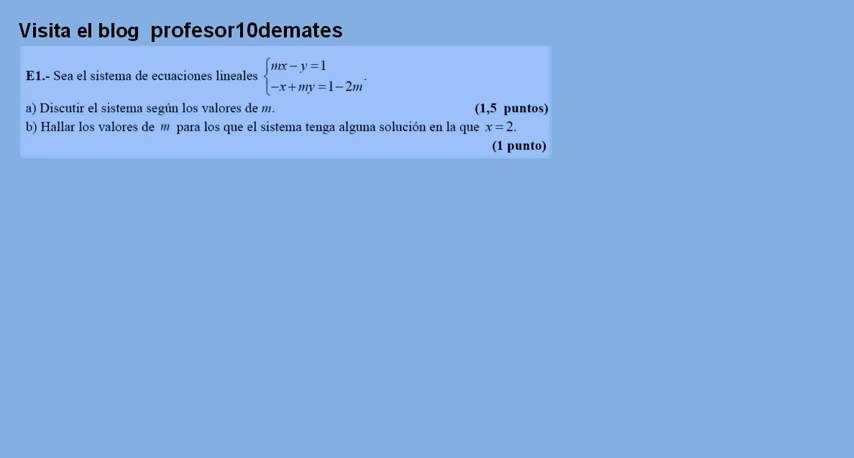 Visita el blog profesor10demates
E1.- Sea el sistema de ecuaciones lineales { mx − y = 1
−x + my = 1 − 2m .
a) Discutir el sistema según los valores de m. (1,5 puntos)
b) Hallar los valores de m para los que el sistema tenga alguna solución en la que x = 2.
(1 punto)